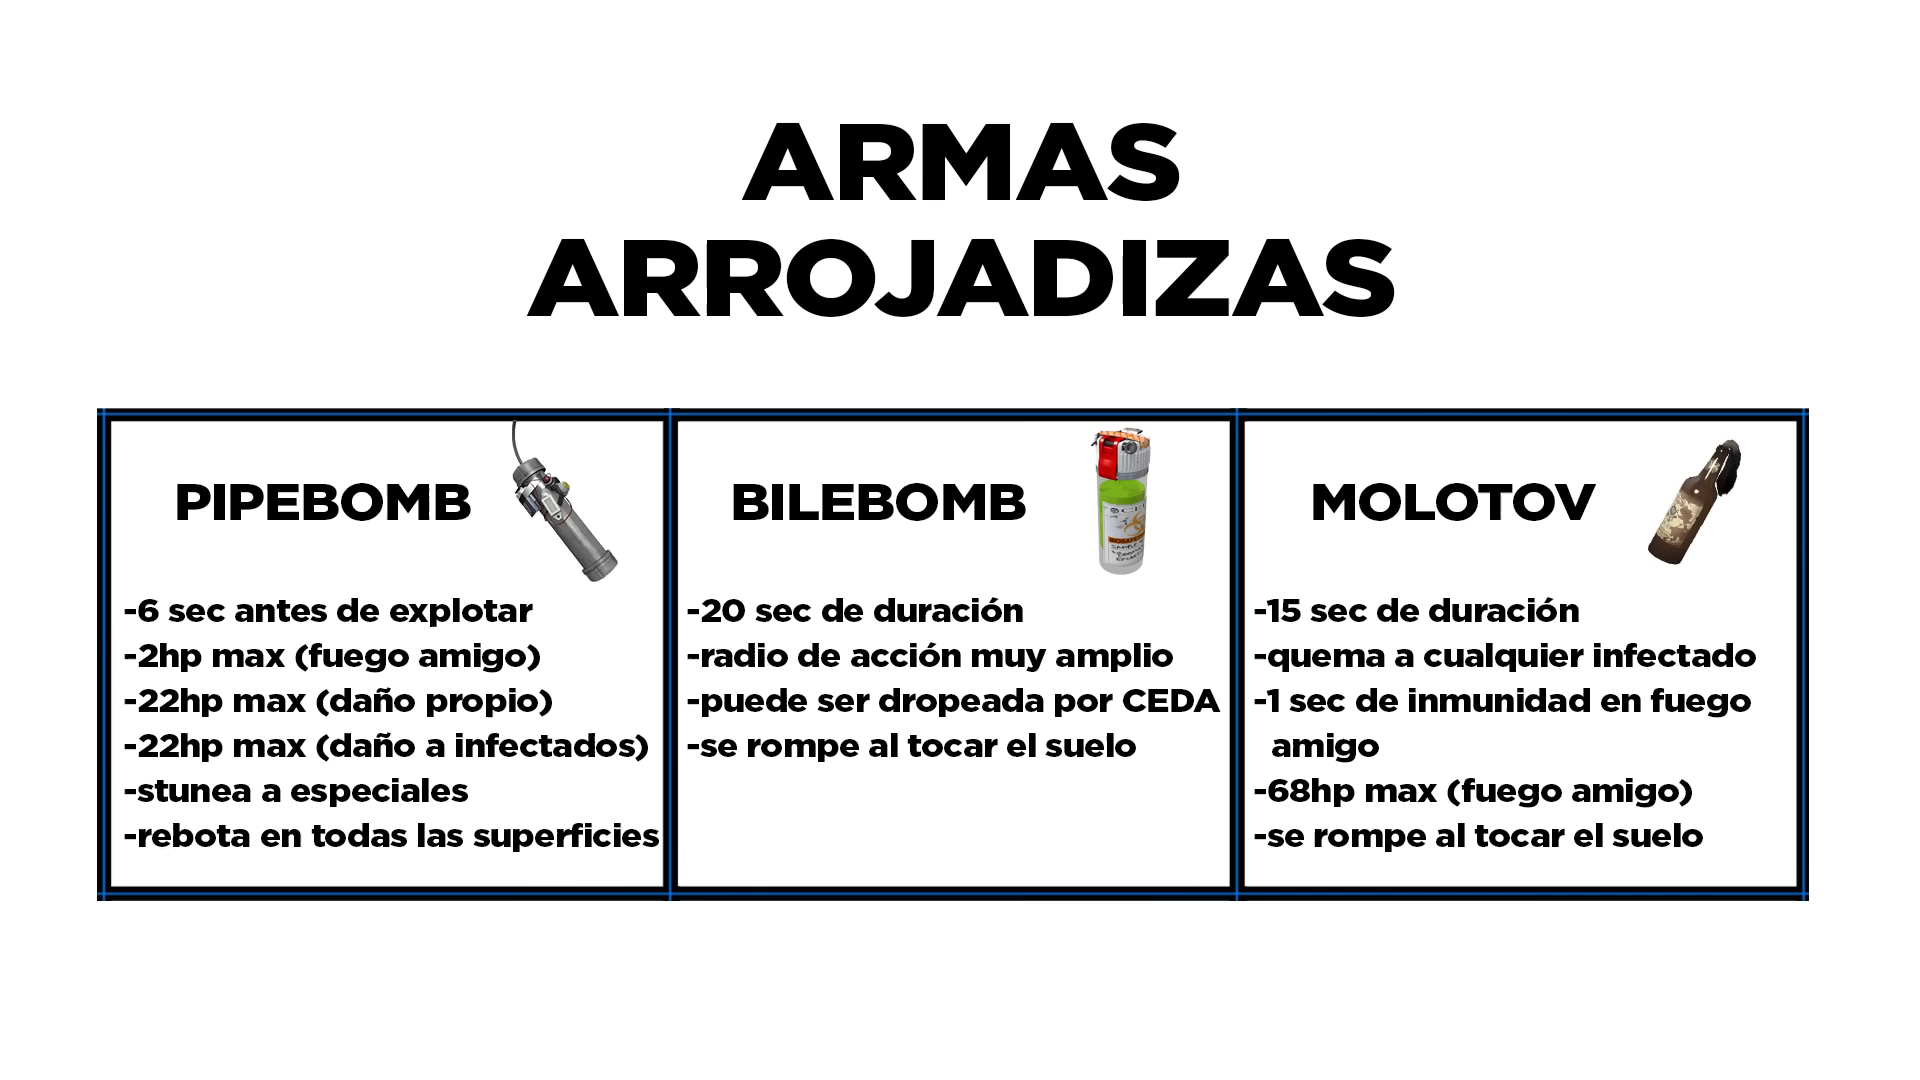 ARMAS
ARROJADIZAS
PIPEBOMB
-6 sec antes de explotar
-2hp max (fuego amigo)
-22hp max (daño propio)
-22hp max (daño a infectados)
-stunea a especiales
-rebota en todas las superficies
BILEBOMB
-20 sec de duración
-radio de acción muy amplio
-puede ser dropeada por CEDA
-se rompe al tocar el suelo
MOLOTOV
-15 sec de duración
-quema a cualquier infectado
-1 sec de inmunidad en fuego
amigo
-68hp max (fuego amigo)
-se rompe al tocar el suelo